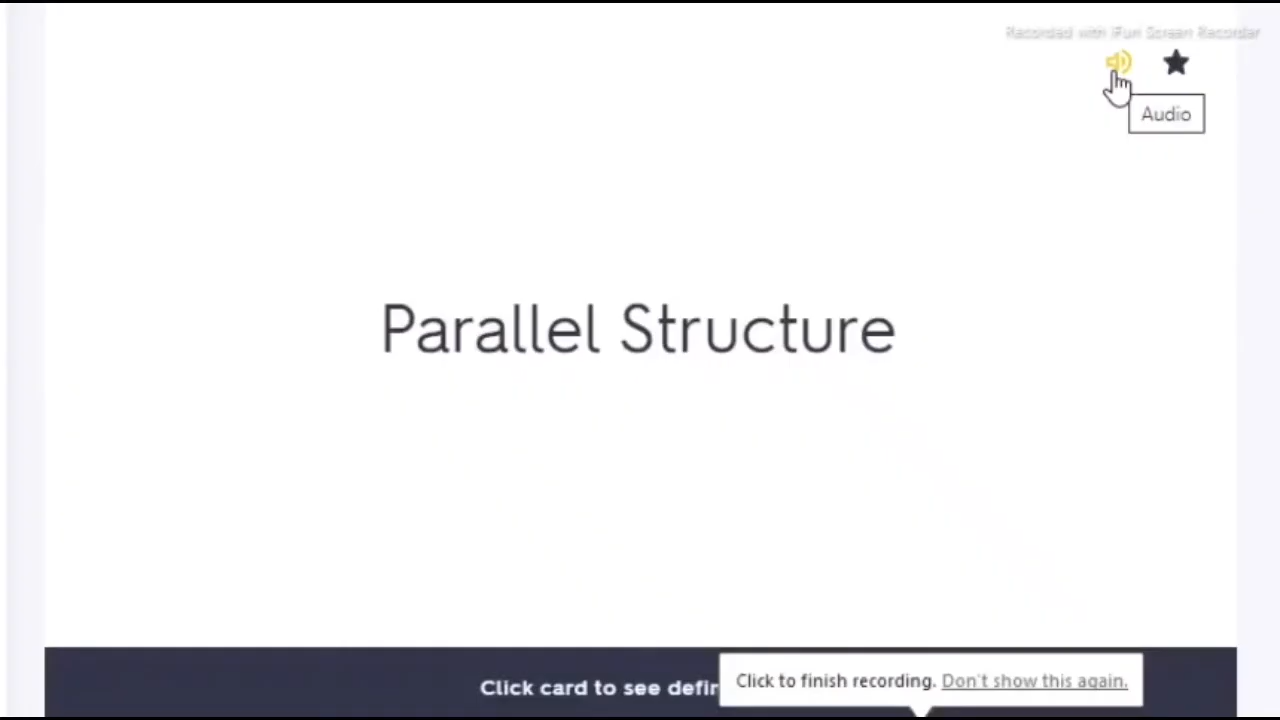 Recorded with iFun Screen Recorder
Audio
Parallel Structure
Click card to see defin
Click to finish recording. Don't show this again.